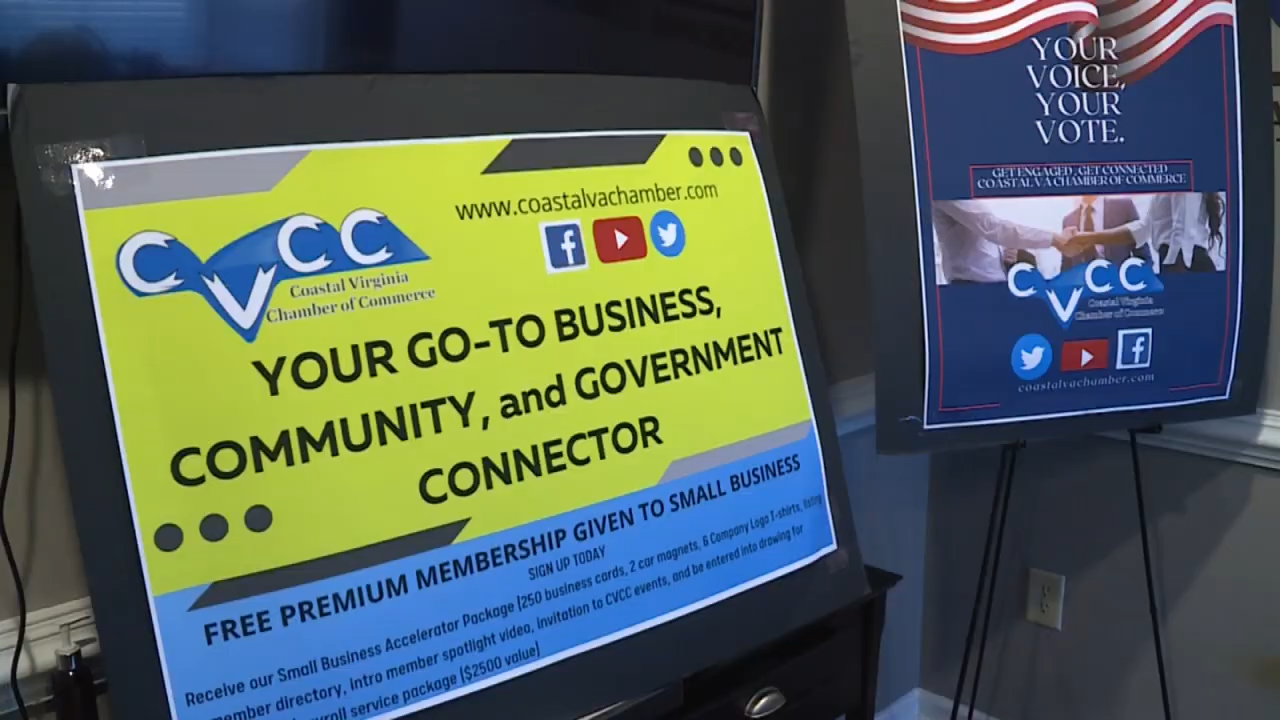 www.coastalvachamber.com
CVCC
Coastal Virginia
Chamber of Commerce
YOUR GO-TO BUSINESS,
COMMUNITY, and GOVERNMENT
CONNECTOR
FREE PREMIUM MEMBERSHIP GIVEN TO SMALL BUSINESS
SIGN UP TODAY
Receive our Small Business Accelerator Package (250 business cards, 2 car magnets, 6 Company Logo T-shirts, listing
member directory, Intro member spotlight video, Invitation to CVCC events, and be entered into drawing for
service package ($2500 value)
YOUR
VOICE,
YOUR
VOTE.
GET ENGAGED, GET CONNECTED
COASTAL VA CHAMBER OF COMMERCE
CVCC
Coastal Virginia
Chamber of Commerce
coastalvachamber.com